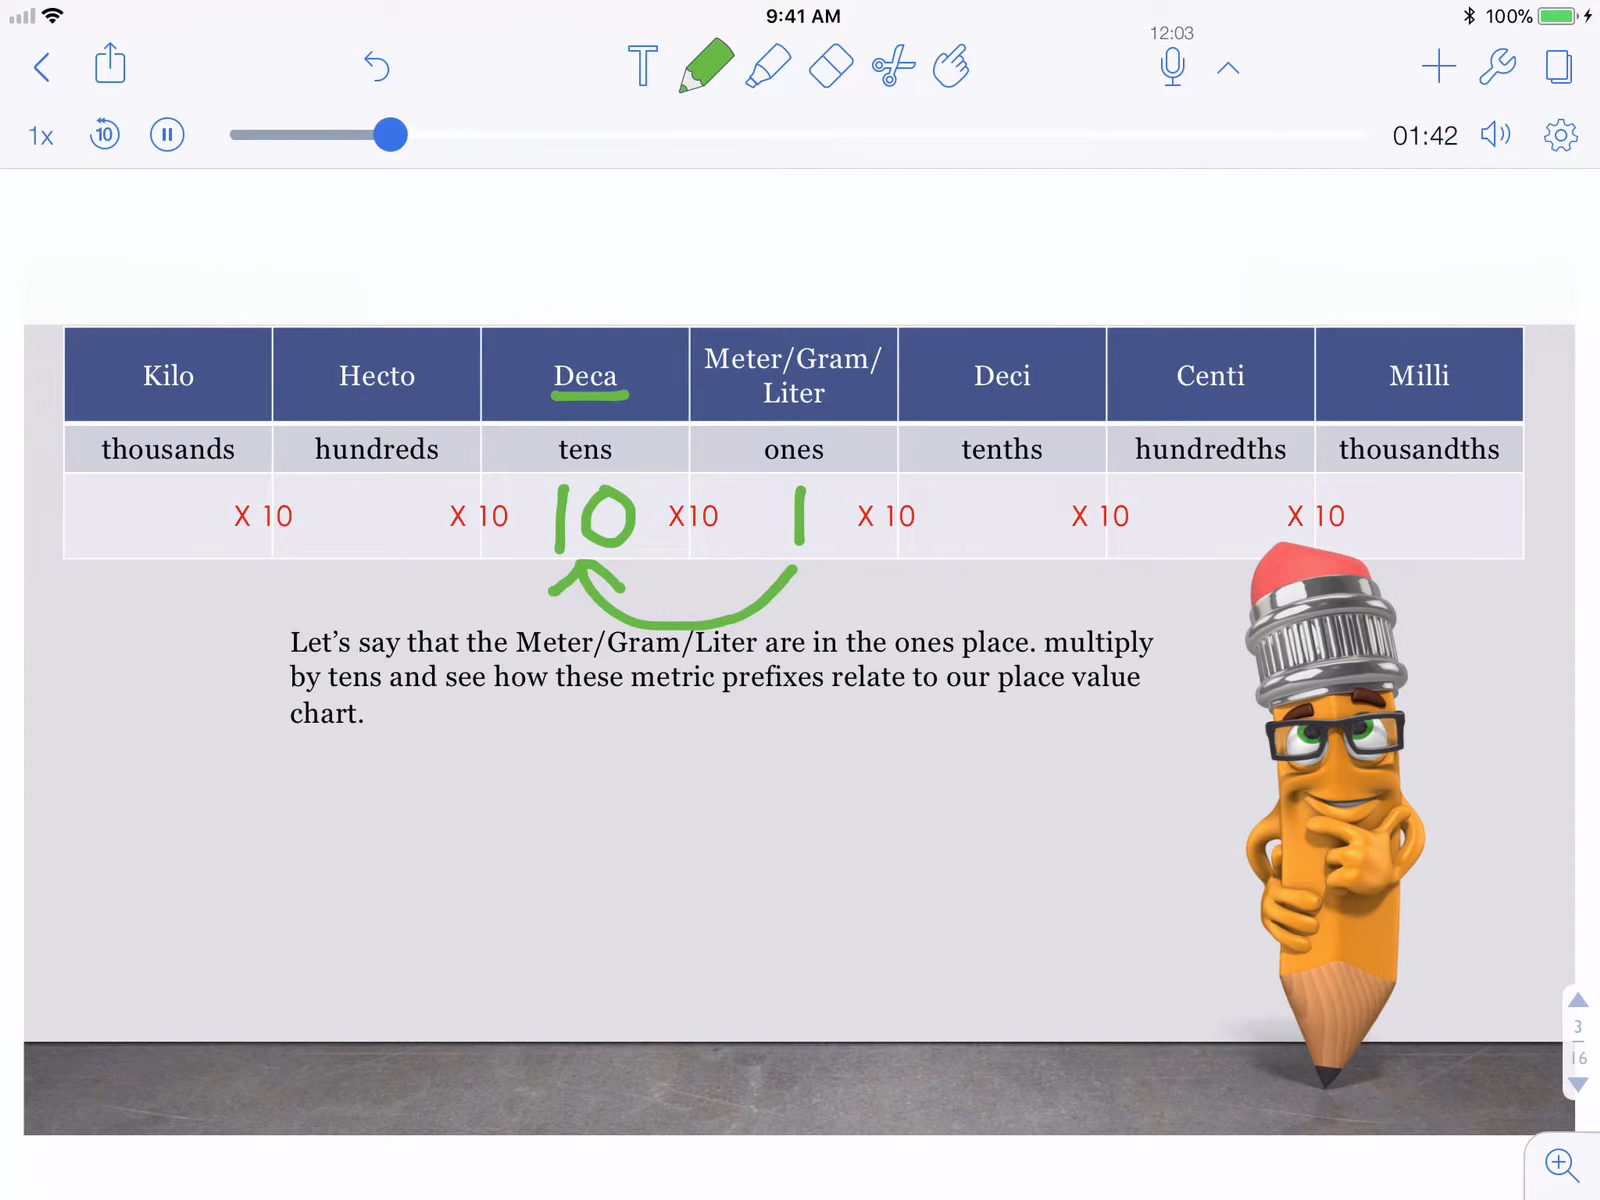 9:41 AM
100%
12:03
T
1x
10
01:42
Kilo
Hecto
Deca
Meter/Gram/
Liter
Deci
Centi
Milli
thousands
hundreds
tens
ones
tenths
hundredths
thousandths
X 10
X 10
10
X10
1
X 10
X 10
X 10
Let’s say that the Meter/Gram/Liter are in the ones place. multiply
by tens and see how these metric prefixes relate to our place value
chart.
3
16